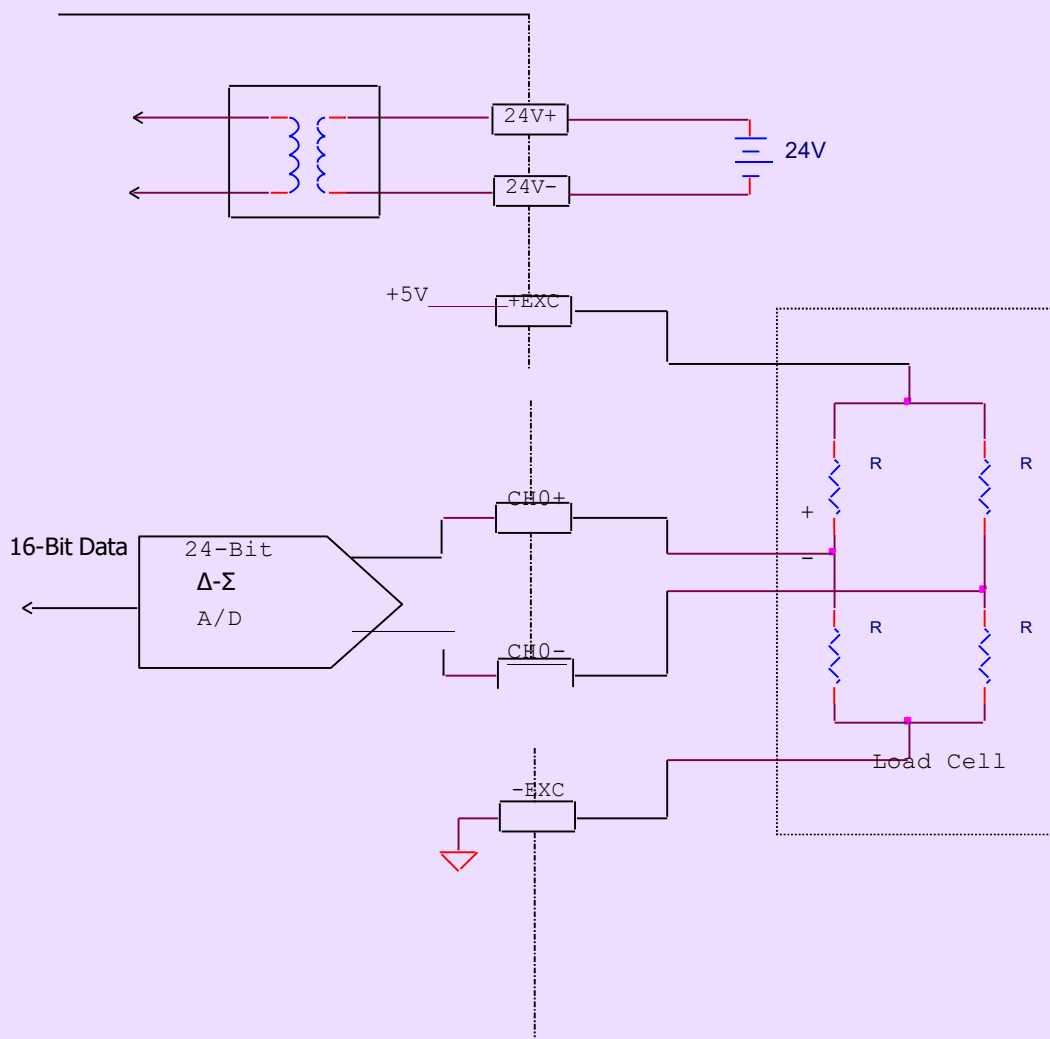 24V+
24V
24V-
+5V
+EXC
R R
CH0+
+
-
16-Bit Data
24-Bit
Δ-Σ
A/D
R R
CH0-
Load Cell
-EXC